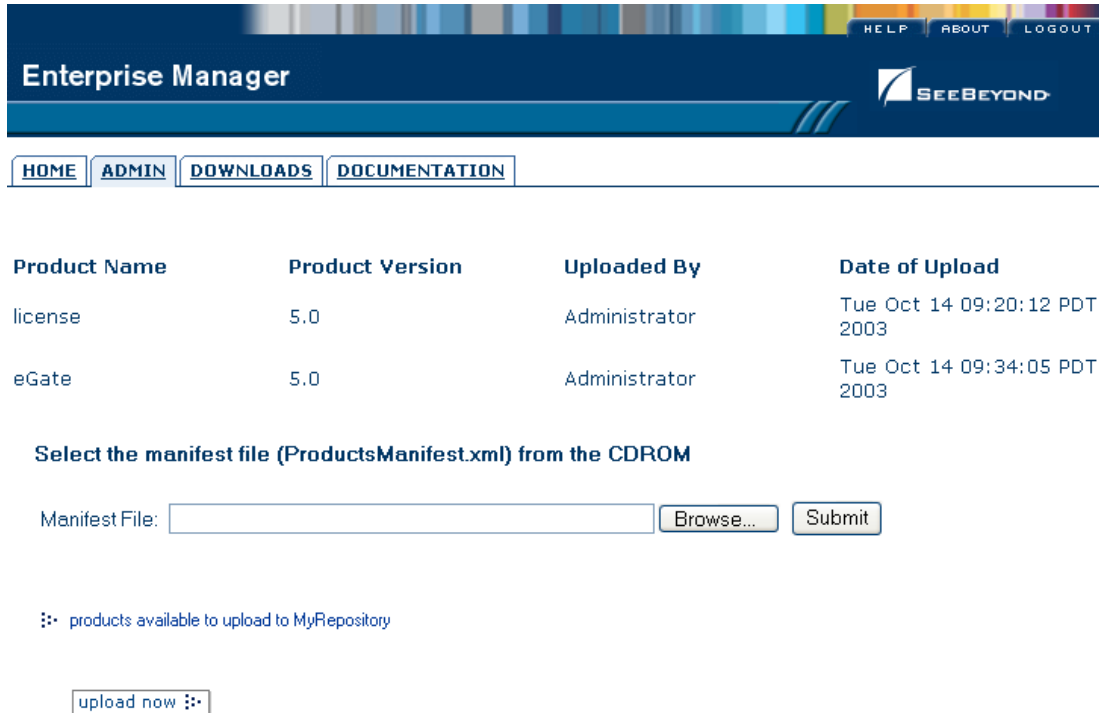 HELP ABOUT LOGOUT
Enterprise Manager
SEEBEYOND
HOME ADMIN DOWNLOADS DOCUMENTATION
Product Name Product Version Uploaded By Date of Upload
license 5.0 Administrator Tue Oct 14 09:20:12 PDT
2003
eGate 5.0 Administrator Tue Oct 14 09:34:05 PDT
2003
Select the manifest file (ProductsManifest.xml) from the CDROM
Manifest File: Browse... Submit
products available to upload to MyRepository
upload now